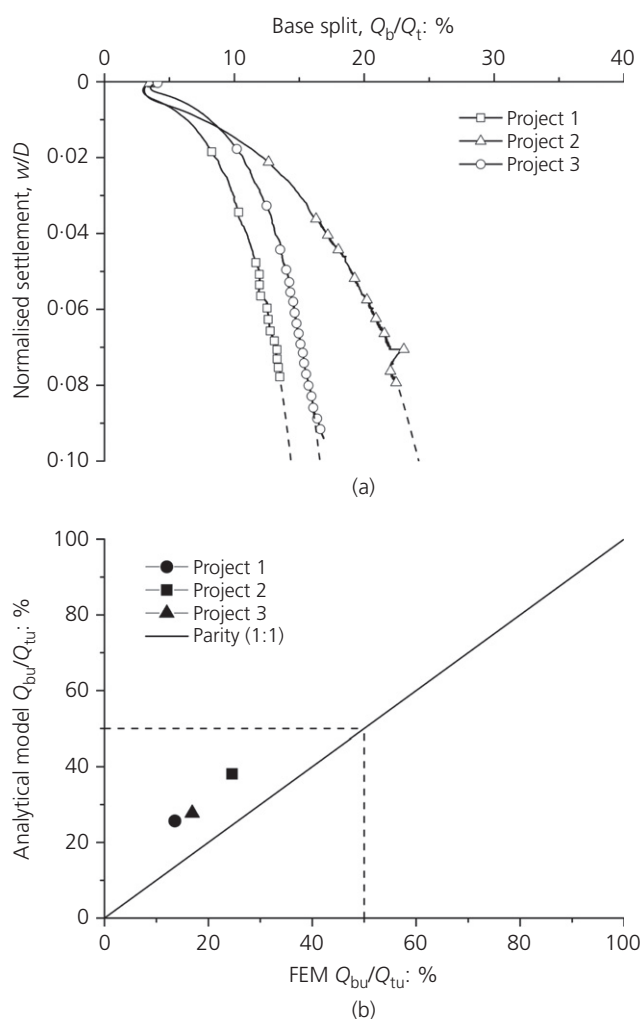 Base split, Qb/Qt: %
0 10 20 30 40
0
0·02
0·04
0·06
0·08
0·10
Normalised settlement, w/D
Project 1
Project 2
Project 3
(a)
100
80
60
40
20
0
Analytical model Qbu/Qtu: %
Project 1
Project 2
Project 3
Parity (1:1)
0 20 40 60 80 100
FEM Qbu/Qtu: %
(b)